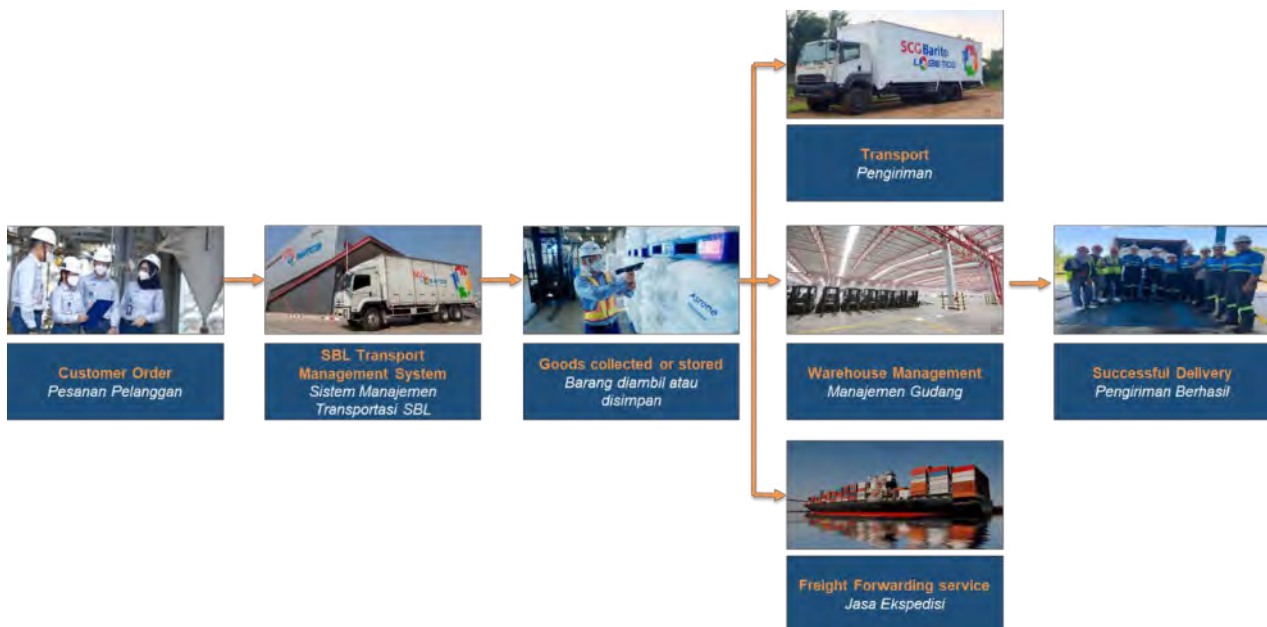 SCG Barito
LOGISTICS
Transport
Pengiriman
Customer Order
Pesanan Pelanggan
SBL Transport
Management System
Sistem Manajemen
Transportasi SBL
Goods collected or stored
Barang diambil atau
disimpan
Warehouse Management
Manajemen Gudang
Successful Delivery
Pengiriman Berhasil
Freight Forwarding service
Jasa Ekspedisi